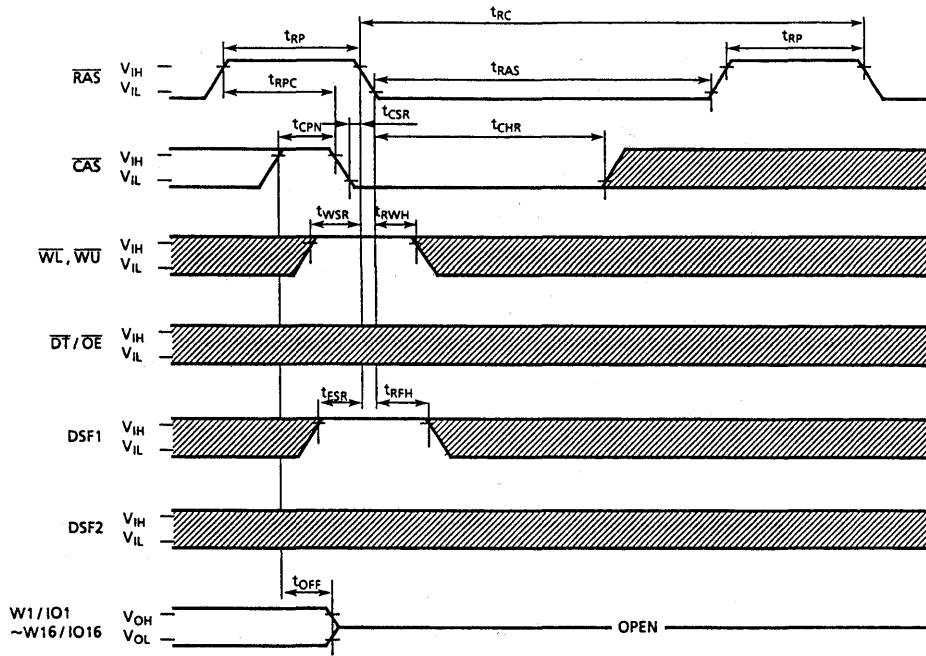 tRC
tRP
tRP
RAS
VIH
VIL
tRPC
tRAS
tCSR
tCPN
tCHR
CAS
VIH
VIL
tWSR
tRWH
WL, WU
VIH
VIL
DT/OE
VIH
VIL
tFSR
tRFH
DSF1
VIH
VIL
DSF2
VIH
VIL
tOFF
W1/IO1
~W16/IO16
VOH
VOL
OPEN